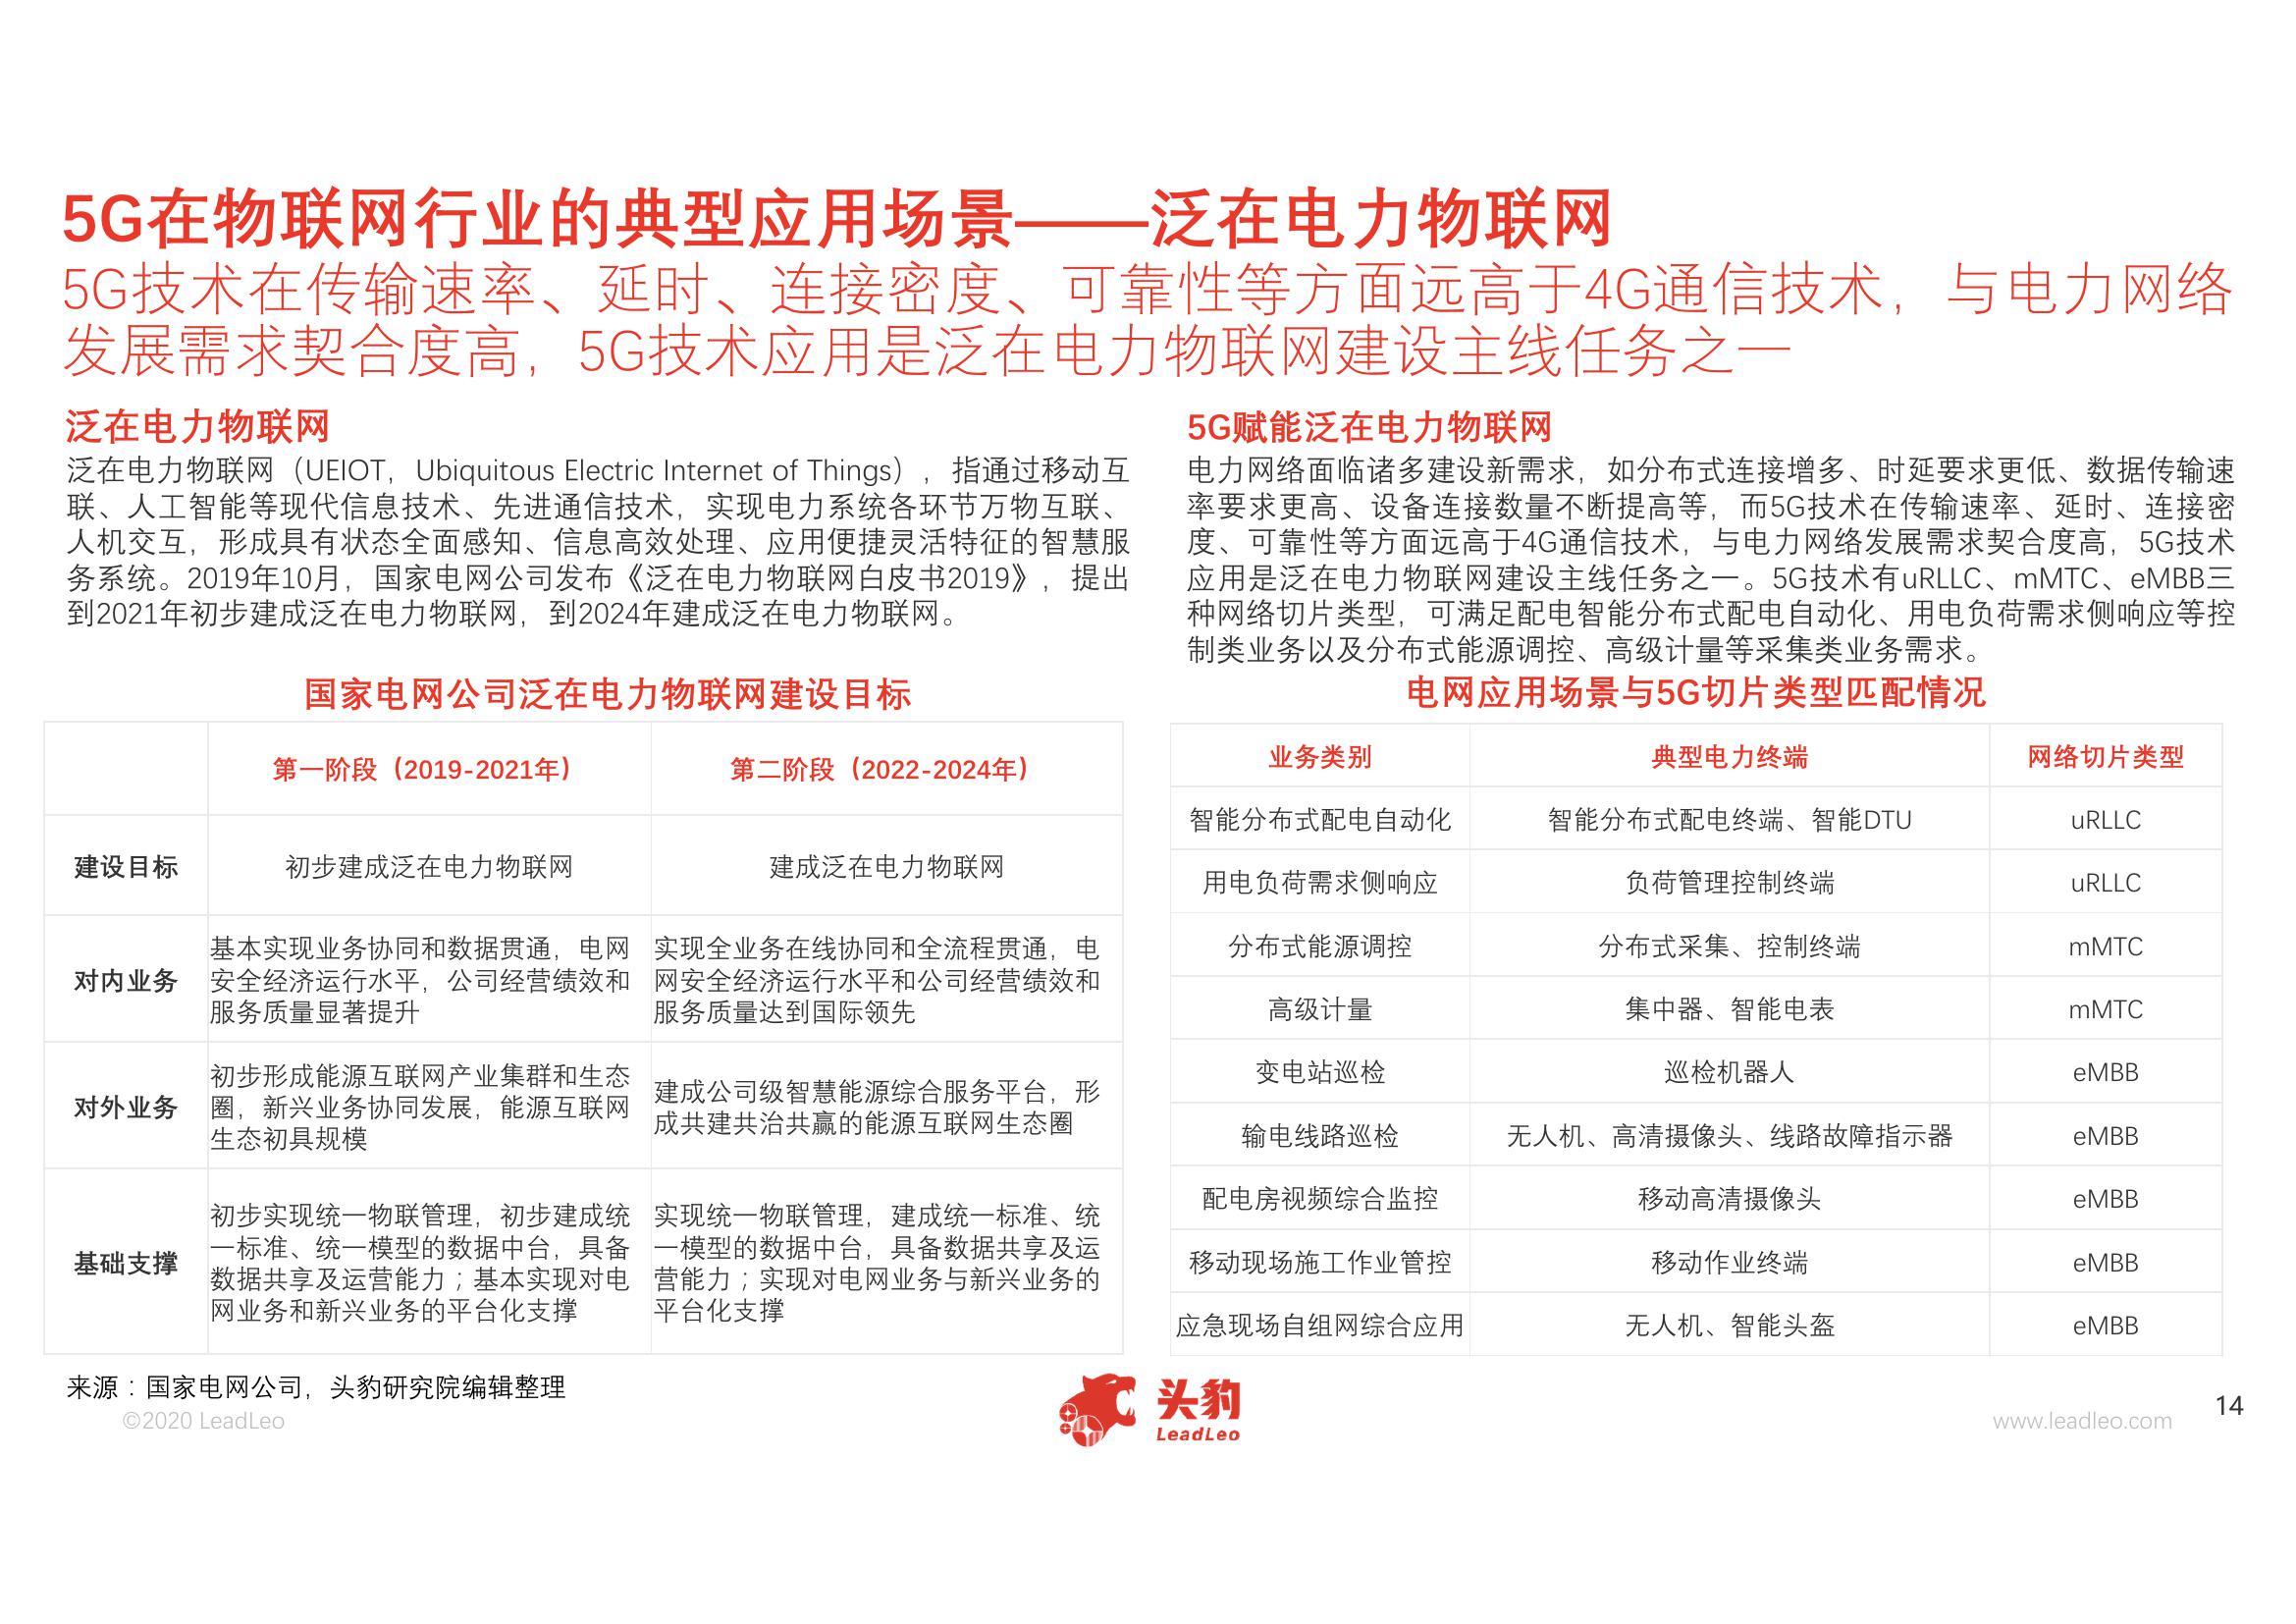 5G在物联网行业的典型应用场景——泛在电力物联网
5G技术在传输速率、延时、连接密度、可靠性等方面远高于4G通信技术，与电力网络
发展需求契合度高，5G技术应用是泛在电力物联网建设主线任务之一
泛在电力物联网
泛在电力物联网（UEIOT，Ubiquitous Electric Internet of Things），指通过移动互
联、人工智能等现代信息技术、先进通信技术，实现电力系统各环节万物互联、
人机交互，形成具有状态全面感知、信息高效处理、应用便捷灵活特征的智慧服
务系统。2019年10月，国家电网公司发布《泛在电力物联网白皮书2019》，提出
到2021年初步建成泛在电力物联网，到2024年建成泛在电力物联网。
国家电网公司泛在电力物联网建设目标
第一阶段（2019-2021年） 第二阶段（2022-2024年）
建设目标 初步建成泛在电力物联网 建成泛在电力物联网
对内业务
基本实现业务协同和数据贯通，电网
安全经济运行水平，公司经营绩效和
服务质量显著提升
实现全业务在线协同和全流程贯通，电
网安全经济运行水平和公司经营绩效和
服务质量达到国际领先
对外业务
初步形成能源互联网产业集群和生态
圈，新兴业务协同发展，能源互联网
生态初具规模
建成公司级智慧能源综合服务平台，形
成共建共治共赢的能源互联网生态圈
基础支撑
初步实现统一物联管理，初步建成统
一标准、统一模型的数据中台，具备
数据共享及运营能力；基本实现对电
网业务和新兴业务的平台化支撑
实现统一物联管理，建成统一标准、统
一模型的数据中台，具备数据共享及运
营能力；实现对电网业务与新兴业务的
平台化支撑
5G赋能泛在电力物联网
电力网络面临诸多建设新需求，如分布式连接增多、时延要求更低、数据传输速
率要求更高、设备连接数量不断提高等，而5G技术在传输速率、延时、连接密
度、可靠性等方面远高于4G通信技术，与电力网络发展需求契合度高，5G技术
应用是泛在电力物联网建设主线任务之一。5G技术有uRLLC、mMTC、eMBB三
种网络切片类型，可满足配电智能分布式配电自动化、用电负荷需求侧响应等控
制类业务以及分布式能源调控、高级计量等采集类业务需求。
电网应用场景与5G切片类型匹配情况
业务类别 典型电力终端 网络切片类型
智能分布式配电自动化 智能分布式配电终端、智能DTU uRLLC
用电负荷需求侧响应 负荷管理控制终端 uRLLC
分布式能源调控 分布式采集、控制终端 mMTC
高级计量 集中器、智能电表 mMTC
变电站巡检 巡检机器人 eMBB
输电线路巡检 无人机、高清摄像头、线路故障指示器 eMBB
配电房视频综合监控 移动高清摄像头 eMBB
移动现场施工作业管控 移动作业终端 eMBB
应急现场自组网综合应用 无人机、智能头盔 eMBB
来源：国家电网公司，头豹研究院编辑整理
©2020 LeadLeo
头豹
LeadLeo
www.leadleo.com
14